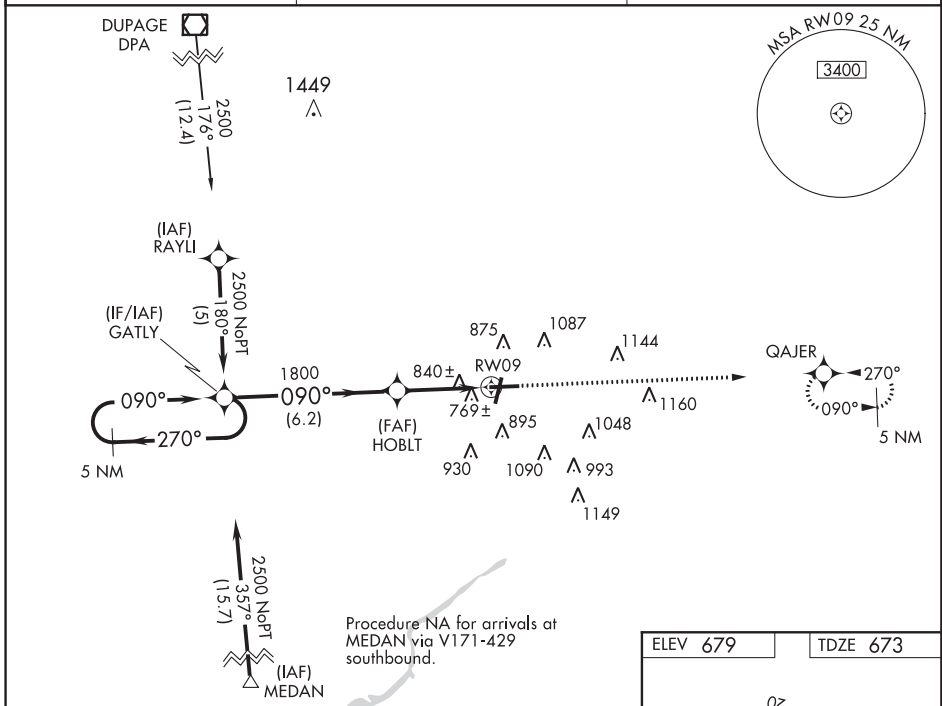 DUPAGE
DPA
1449
2500
176°
(12.4)
MSA RW09 25 NM
3400
(IAF)
RAYLI
2500 NoPT
180°
(5)
(IF/IAF)
GATLY
090°
270°
5 NM
1800
090°
(6.2)
(FAF)
HOBLT
840±
769±
RW09
875
1087
1144
1160
895
1048
930
1090
993
1149
QAJER
270°
090°
5 NM
2500 NoPT
357°
(15.7)
(IAF)
MEDAN
Procedure NA for arrivals at
MEDAN via V171-429
southbound.
ELEV 679
TDZE 673